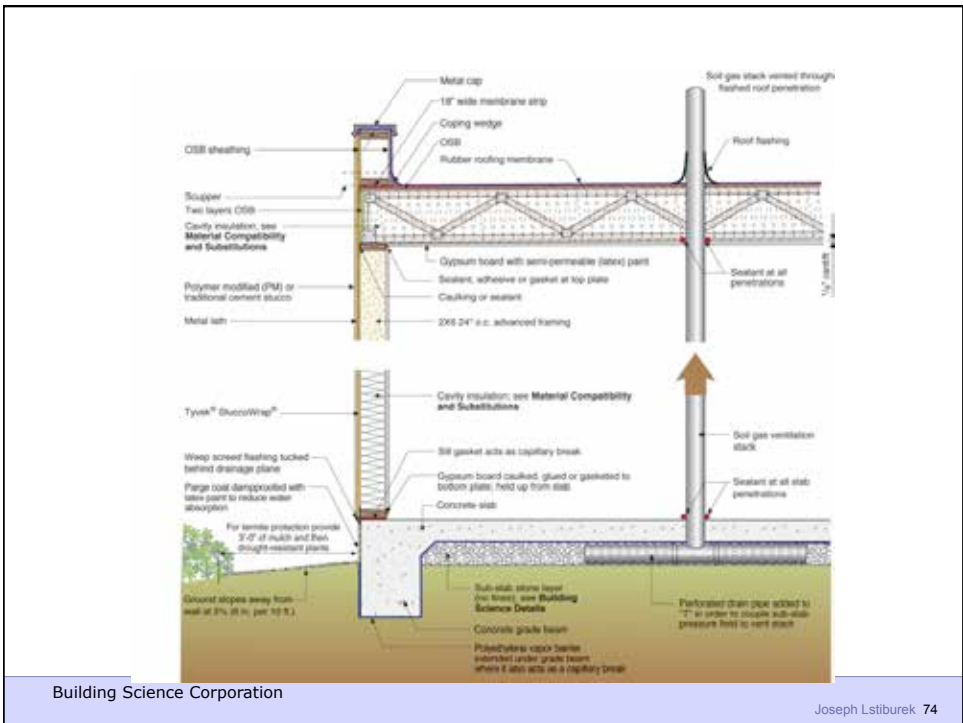 Metal cap
18" wide membrane strip
Coping wedge
OSB
Rubber roofing membrane
Soil gas stack vented through
flashed roof penetration
Roof flashing
OSB sheathing
Scupper
Two layers OSB
Cavity insulation, see
Material Compatibility
and Substitutions
Polymer modified (PM) or
traditional cement stucco
Metal lath
Gypsum board with semi-permeable (latex) paint
Sealant, adhesive or gasket at top plate
Caulking or sealant
2X6 24" o.c. advanced framing
Sealant at all
penetrations
Tyvek® StuccoWrap®
Weep screed flashing tucked
behind drainage plane
Parge coat dampproofed with
latex paint to reduce water
absorption
For termite protection provide
3'-0" of mulch and then
drought-resistant plants
Ground slopes away from
wall at 5% (6 in. per 10 ft.)
Cavity insulation; see Material Compatibility
and Substitutions
Sill gasket acts as capillary break
Gypsum board caulked, glued or gasketed to
bottom plate; held up from slab
Concrete slab
Soil gas ventilation
stack
Sealant at all slab
penetrations
Sub-slab stone layer
(no fines), see Building
Science Details
Concrete grade beam
Polyethylene vapor barrier
extended under grade beam
where it also acts as a capillary break
Perforated drain pipe added to
"T" in order to couple sub-slab
pressure field to vent stack
Building Science Corporation
Joseph Lstiburek 74